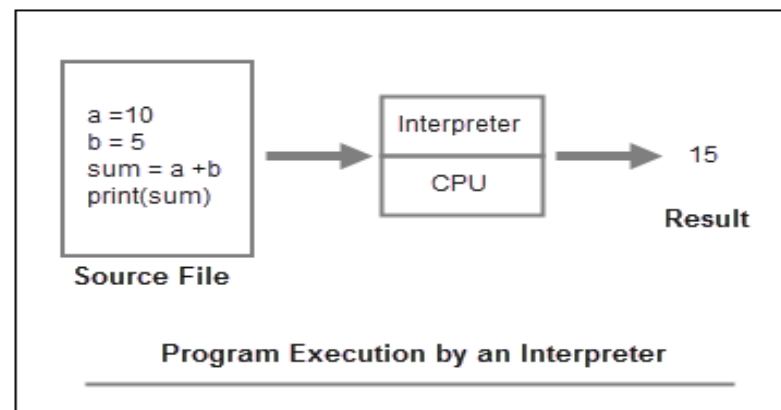 a =10
b = 5
sum = a +b
print(sum)
Source File
Interpreter
CPU
15
Result
Program Execution by an Interpreter